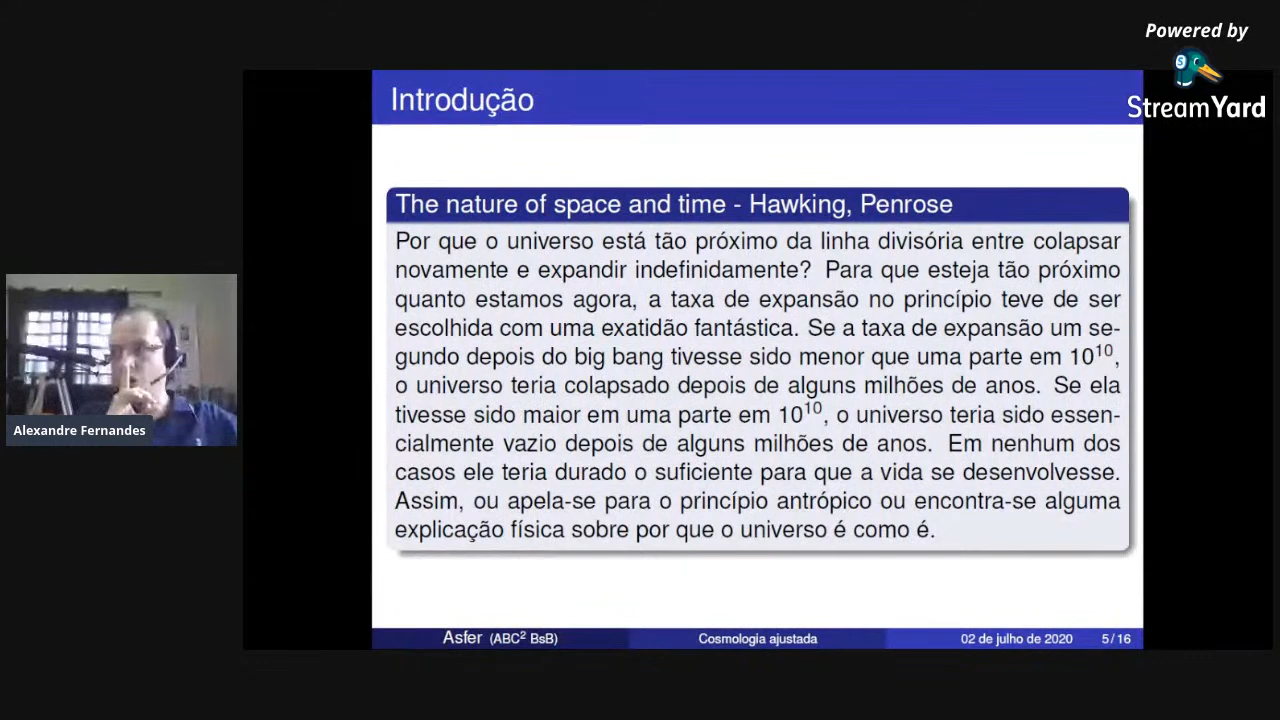 Powered by
StreamYard
Introdução
The nature of space and time - Hawking, Penrose
Por que o universo está tão próximo da linha divisória entre colapsar
novamente e expandir indefinidamente? Para que esteja tão próximo
quanto estamos agora, a taxa de expansão no princípio teve de ser
escolhida com uma exatidão fantástica. Se a taxa de expansão um se-
gundo depois do big bang tivesse sido menor que uma parte em 10¹⁰,
o universo teria colapsado depois de alguns milhões de anos. Se ela
tivesse sido maior em uma parte em 10¹⁰, o universo teria sido essen-
cialmente vazio depois de alguns milhões de anos. Em nenhum dos
casos ele teria durado o suficiente para que a vida se desenvolvesse.
Assim, ou apela-se para o princípio antrópico ou encontra-se alguma
explicação física sobre por que o universo é como é.
Alexandre Fernandes
Asfer (ABC² BsB) Cosmologia ajustada 02 de julho de 2020 5/16